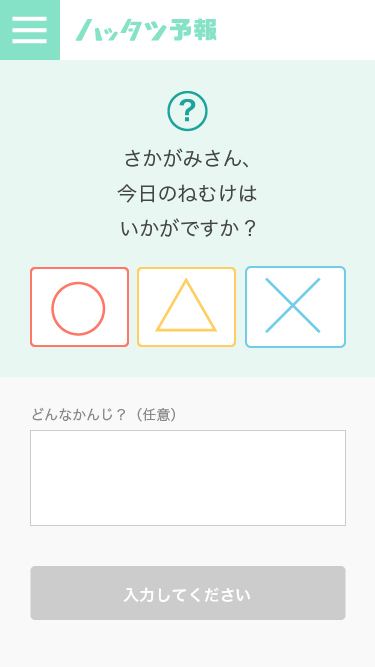 ハッタツ予報
?
さかがみさん、
今日のねむけは
いかがですか？
どんなかんじ？（任意）
入力してください